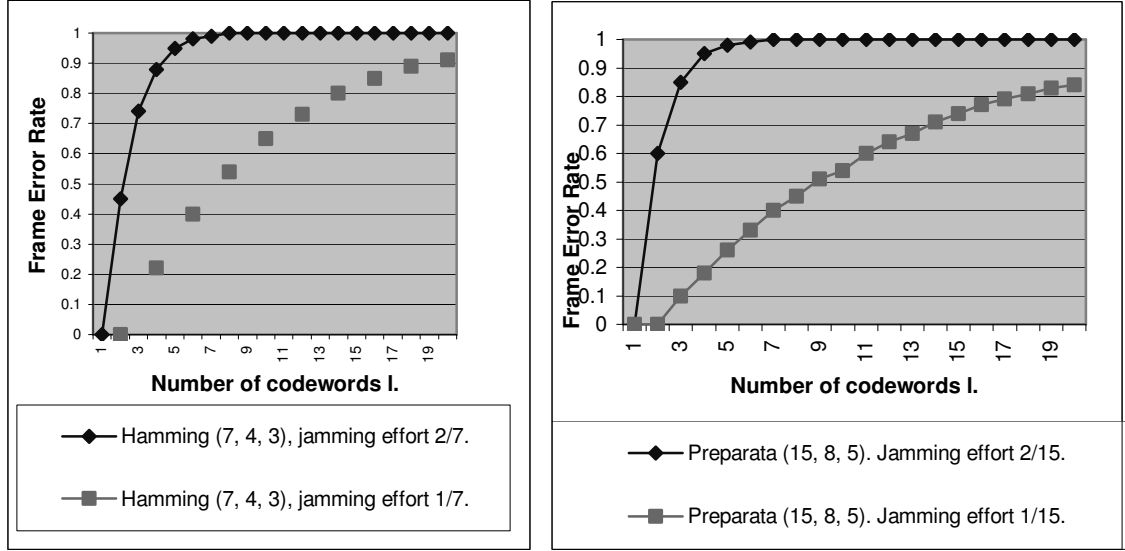 1
0.9
0.8
0.7
0.6
0.5
0.4
0.3
0.2
0.1
0
Frame Error Rate
1 3 5 7 9 11 13 15 17 19
Number of codewords I.
Hamming (7, 4, 3), jamming effort 2/7.
Hamming (7, 4, 3), jamming effort 1/7.
1
0.9
0.8
0.7
0.6
0.5
0.4
0.3
0.2
0.1
0
Frame Error Rate
1 3 5 7 9 11 13 15 17 19
Number of codewords I.
Preparata (15, 8, 5). Jamming effort 2/15.
Preparata (15, 8, 5). Jamming effort 1/15.